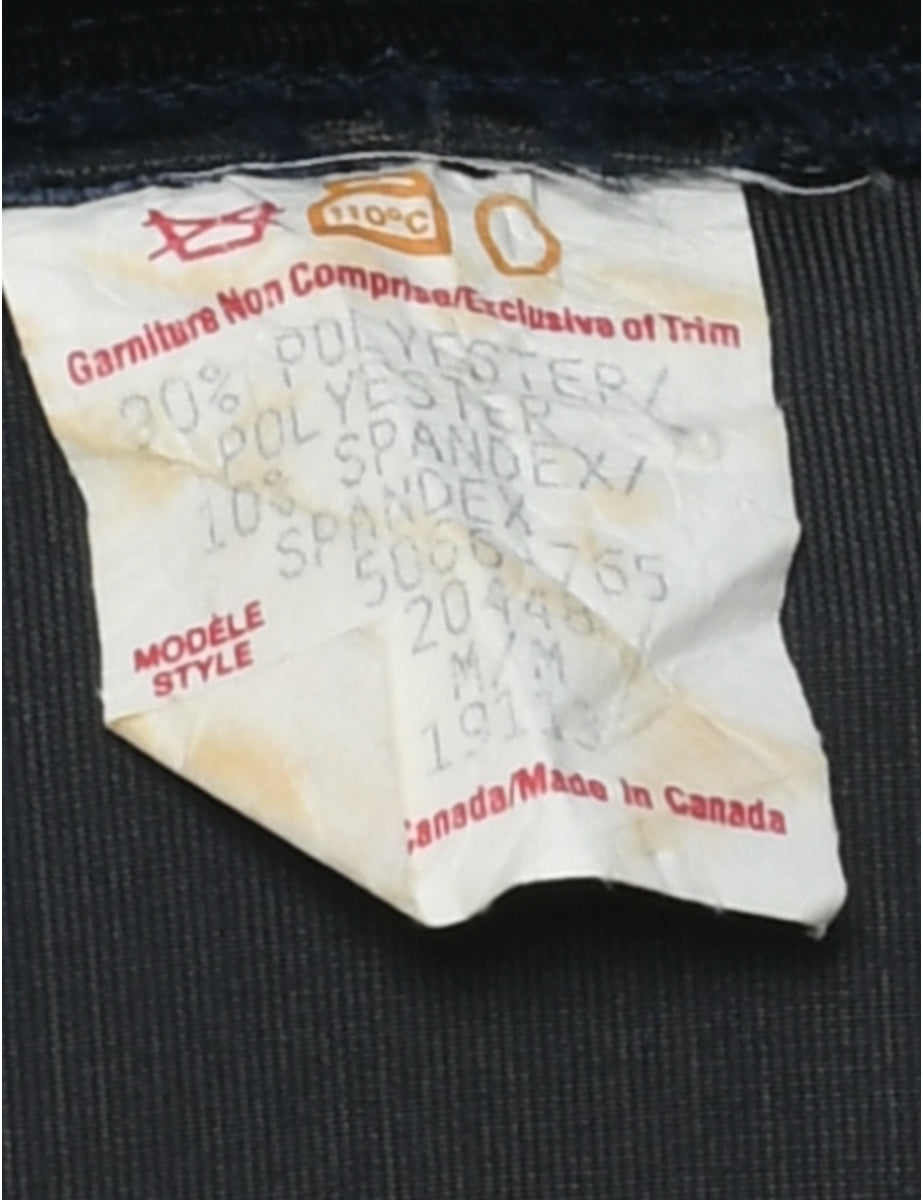 110°C
Garniture Non Comprise/Exclusive of Trim
90% POLYESTER/
POLYESTER
10% SPANDEX/
SPANDEX
MODÈLE
STYLE
M/M
Canada/Made in Canada